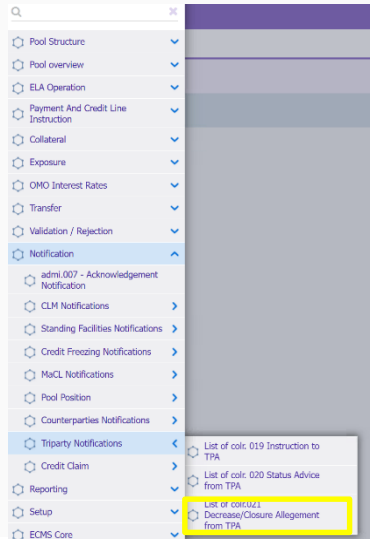 Pool Structure
Pool overview
ELA Operation
Payment And Credit Line
Instruction
Collateral
Exposure
OMO Interest Rates
Transfer
Validation / Rejection
Notification
admi.007 - Acknowledgement
Notification
CLM Notifications
Standing Facilities Notifications
Credit Freezing Notifications
MaCL Notifications
Pool Position
Counterparties Notifications
Triparty Notifications
Credit Claim
Reporting
Setup
ECMS Core
List of colr. 019 Instruction to
TPA
List of colr. 020 Status Advice
from TPA
List of colr.021
Decrease/Closure Allegement
from TPA